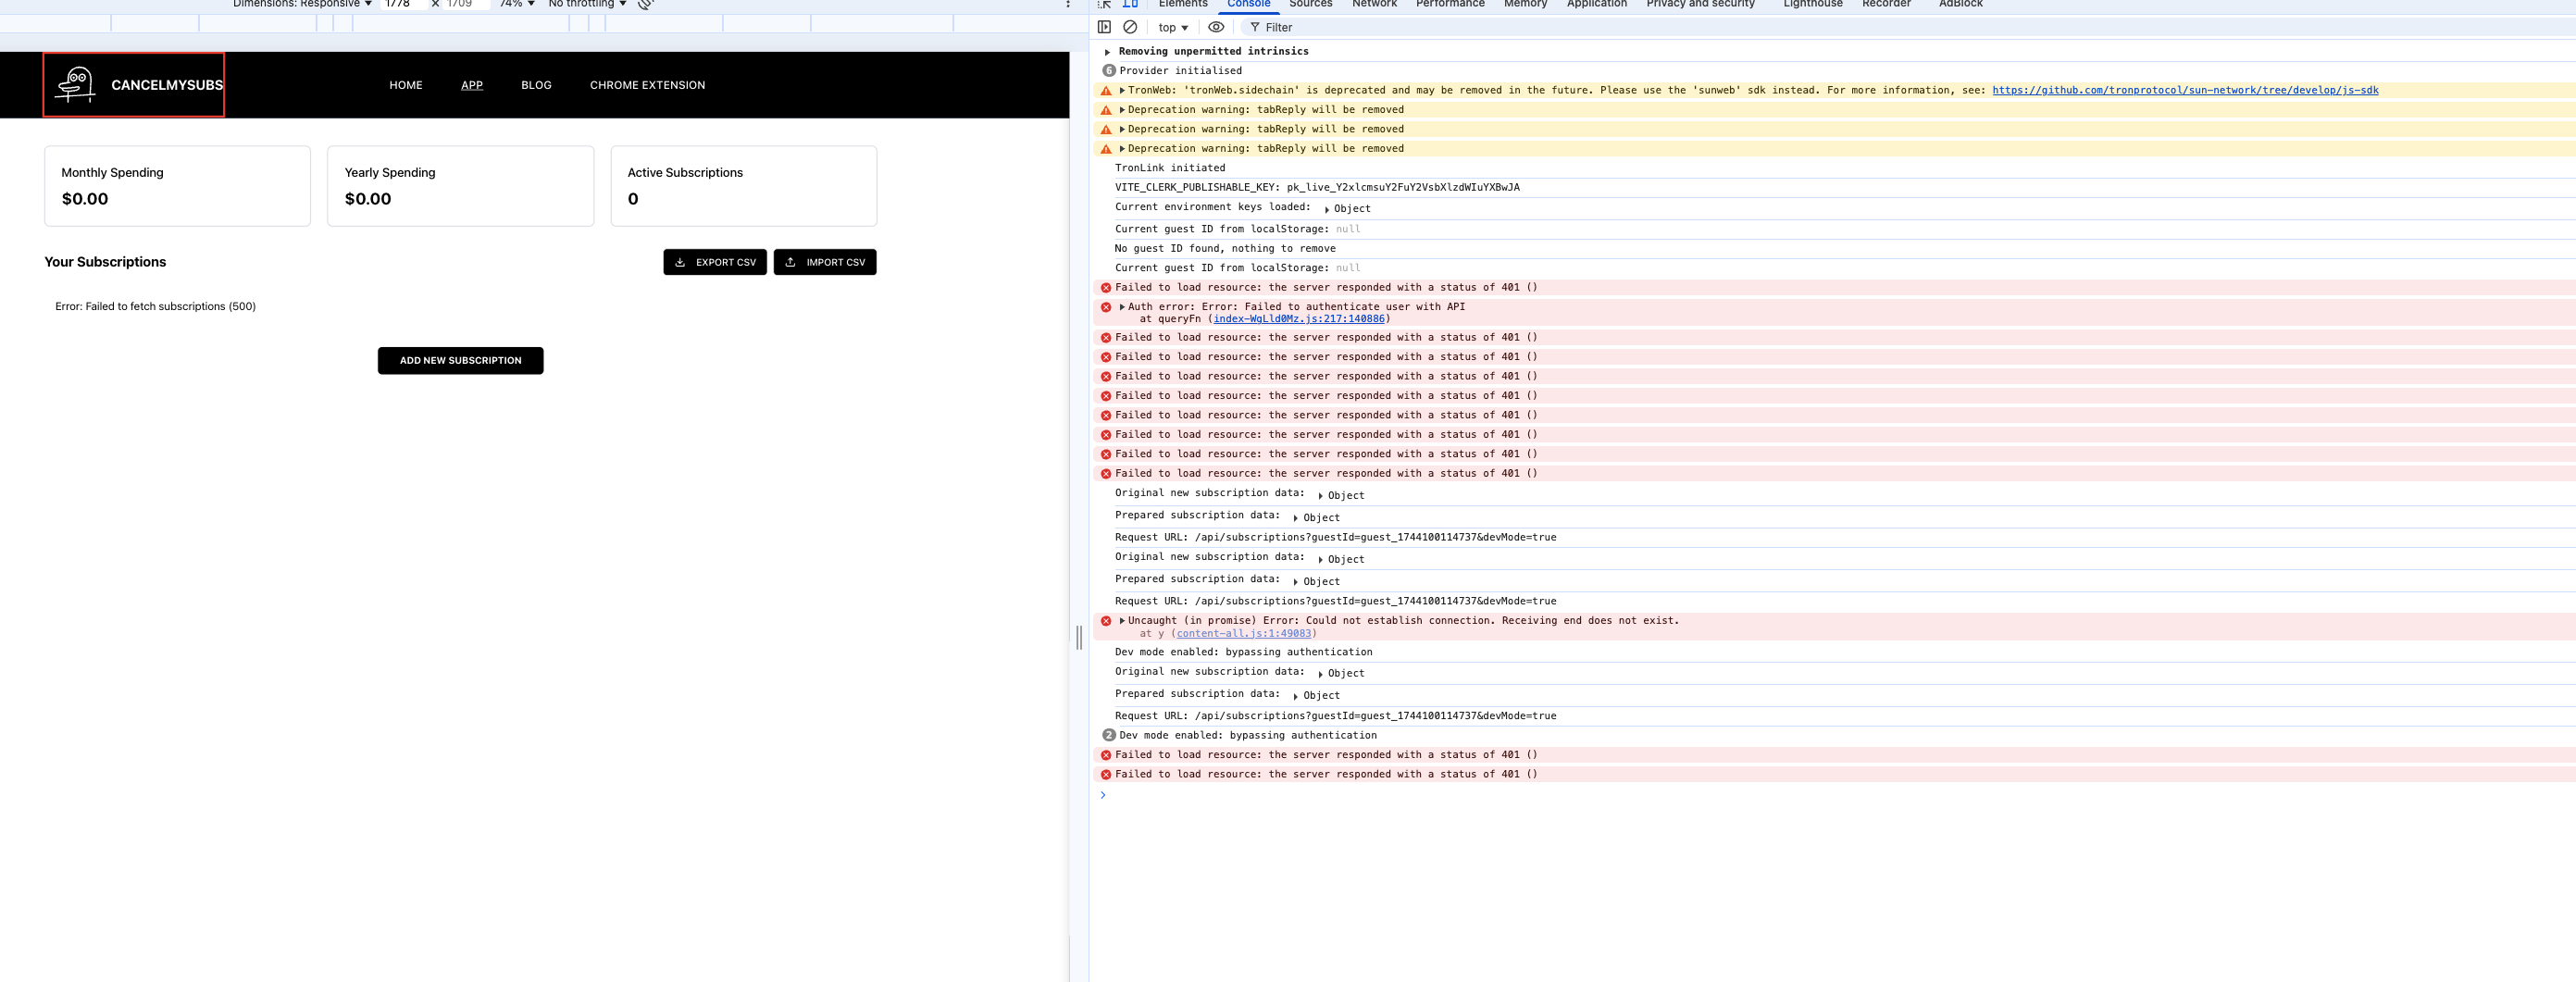 Dimensions: Responsive 1778 x 1709 74% No throttling
CANCELMYSUBS
HOME APP BLOG CHROME EXTENSION
Monthly Spending
$0.00
Yearly Spending
$0.00
Active Subscriptions
0
Your Subscriptions
EXPORT CSV
IMPORT CSV
Error: Failed to fetch subscriptions (500)
ADD NEW SUBSCRIPTION
Elements Console Sources Network Performance Memory Application Privacy and security Lighthouse Recorder AdBlock
top Filter
Removing unpermitted intrinsics
6 Provider initialised
TronWeb: 'tronWeb.sidechain' is deprecated and may be removed in the future. Please use the 'sunweb' sdk instead. For more information, see: https://github.com/tronprotocol/sun-network/tree/develop/js-sdk
Deprecation warning: tabReply will be removed
Deprecation warning: tabReply will be removed
Deprecation warning: tabReply will be removed
TronLink initiated
VITE_CLERK_PUBLISHABLE_KEY: pk_live_Y2xlcmsuY2FuY2VsbXlzdWIuYXBwJA
Current environment keys loaded: Object
Current guest ID from localStorage: null
No guest ID found, nothing to remove
Current guest ID from localStorage: null
Failed to load resource: the server responded with a status of 401 ()
Auth error: Error: Failed to authenticate user with API
at queryFn (index-WgLld0Mz.js:217:140886)
Failed to load resource: the server responded with a status of 401 ()
Failed to load resource: the server responded with a status of 401 ()
Failed to load resource: the server responded with a status of 401 ()
Failed to load resource: the server responded with a status of 401 ()
Failed to load resource: the server responded with a status of 401 ()
Failed to load resource: the server responded with a status of 401 ()
Failed to load resource: the server responded with a status of 401 ()
Failed to load resource: the server responded with a status of 401 ()
Original new subscription data: Object
Prepared subscription data: Object
Request URL: /api/subscriptions?guestId=guest_1744100114737&devMode=true
Original new subscription data: Object
Prepared subscription data: Object
Request URL: /api/subscriptions?guestId=guest_1744100114737&devMode=true
Uncaught (in promise) Error: Could not establish connection. Receiving end does not exist.
at y (content-all.js:1:49083)
Dev mode enabled: bypassing authentication
Original new subscription data: Object
Prepared subscription data: Object
Request URL: /api/subscriptions?guestId=guest_1744100114737&devMode=true
2 Dev mode enabled: bypassing authentication
Failed to load resource: the server responded with a status of 401 ()
Failed to load resource: the server responded with a status of 401 ()